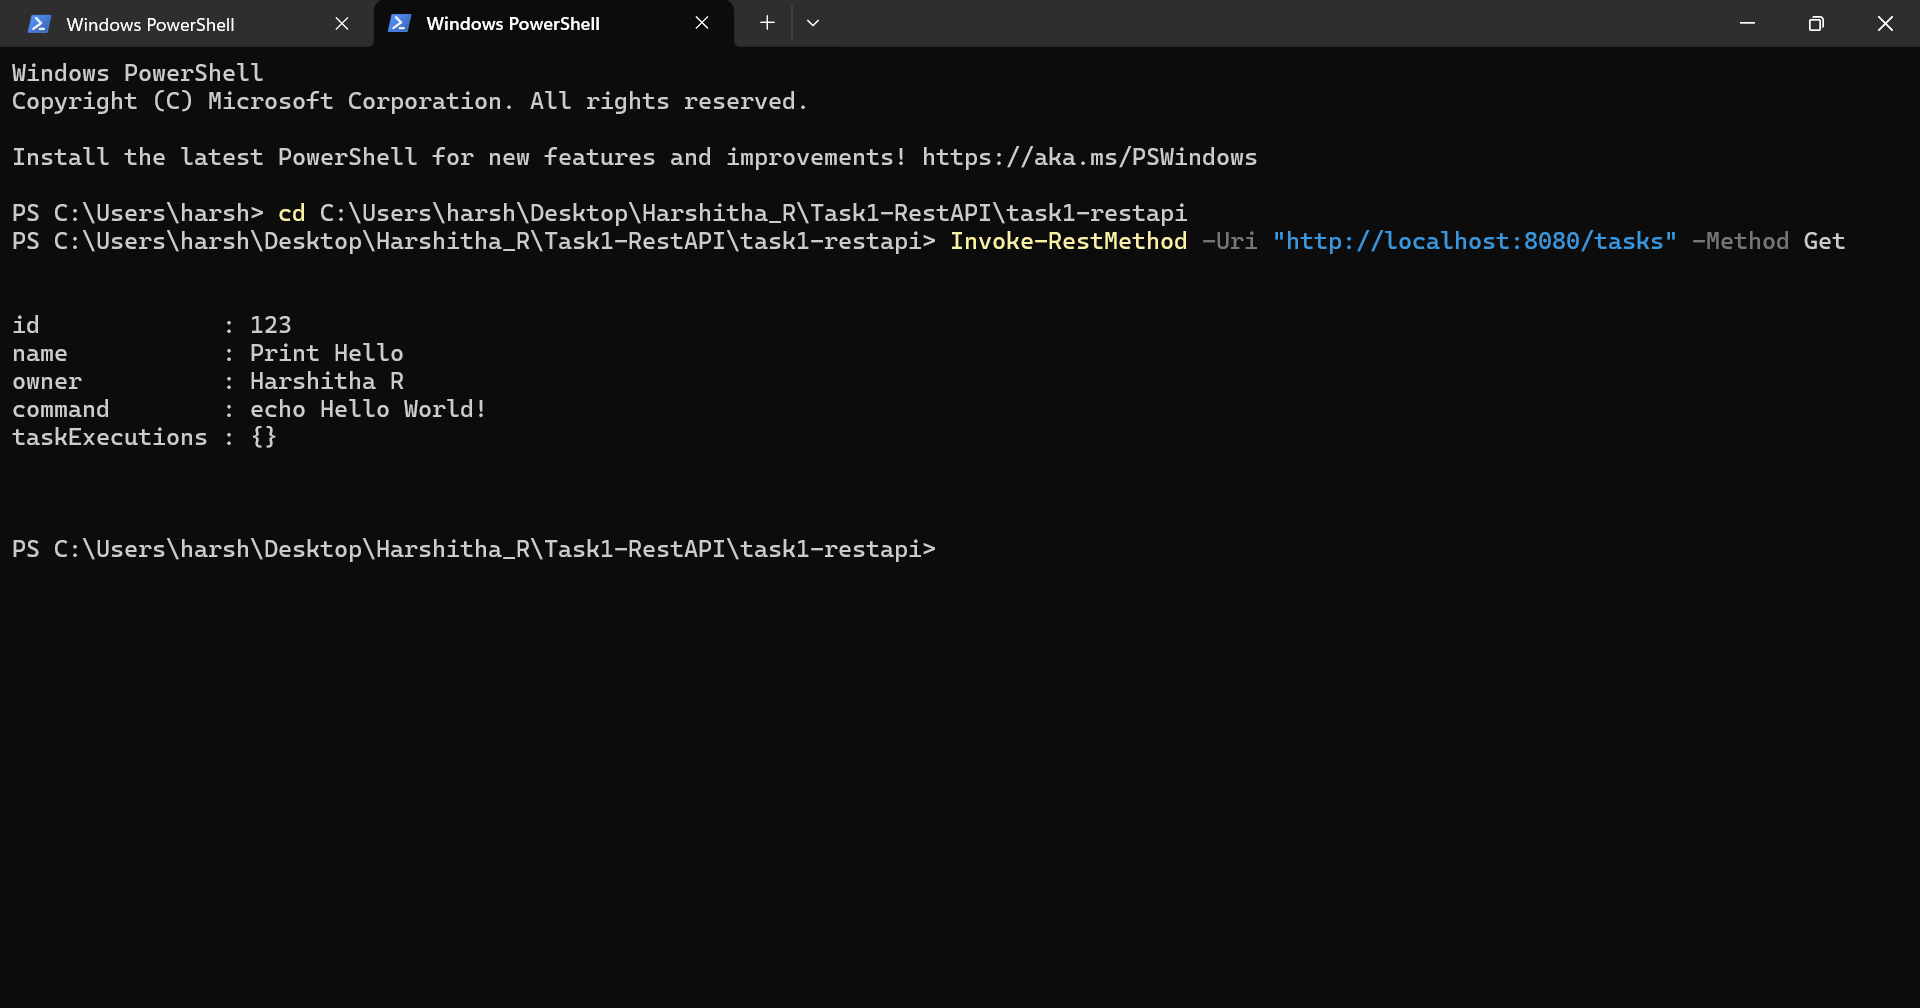 Windows PowerShell
Windows PowerShell
Windows PowerShell
Copyright (C) Microsoft Corporation. All rights reserved.
Install the latest PowerShell for new features and improvements! https://aka.ms/PSWindows
PS C:\Users\harsh> cd C:\Users\harsh\Desktop\Harshitha_R\Task1-RestAPI\task1-restapi
PS C:\Users\harsh\Desktop\Harshitha_R\Task1-RestAPI\task1-restapi> Invoke-RestMethod -Uri "http://localhost:8080/tasks" -Method Get
id             : 123
name           : Print Hello
owner          : Harshitha R
command        : echo Hello World!
taskExecutions : {}
PS C:\Users\harsh\Desktop\Harshitha_R\Task1-RestAPI\task1-restapi>